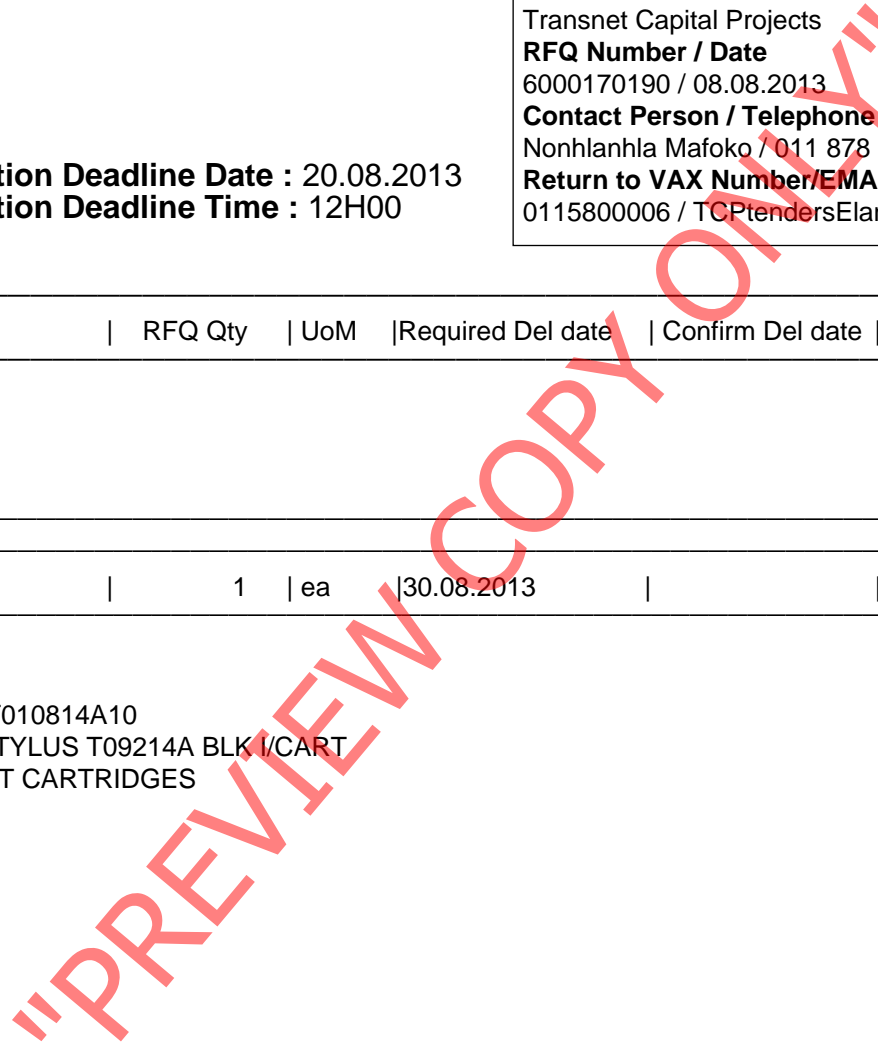 Transnet Capital Projects
RFQ Number / Date
6000170190 / 08.08.2013
Contact Person / Telephone
Nonhlanhla Mafoko / 011 878
Return to VAX Number/EMA
0115800006 / TCPtendersElan
tion Deadline Date : 20.08.2013
tion Deadline Time : 12H00
| RFQ Qty | UoM |Required Del date | Confirm Del date |
| 1 | ea |30.08.2013 | |
010814A10
TYLUS T09214A BLK I/CART
T CARTRIDGES
"PREVIEW COPY ONLY"